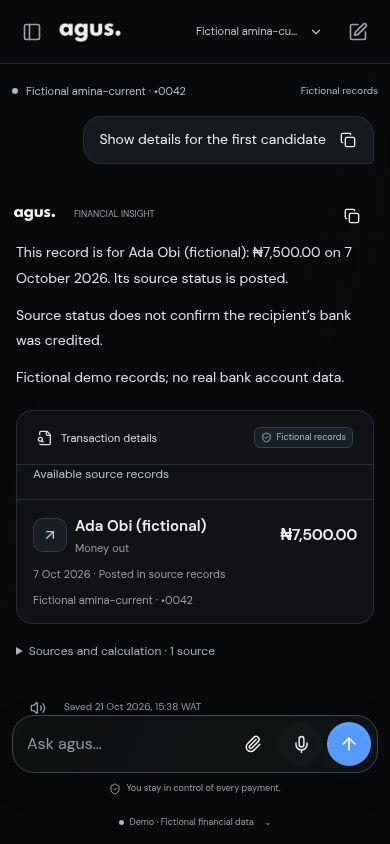 agus.
Fictional amina-cu...
Fictional amina-current · •0042
Fictional records
Show details for the first candidate
agus.
FINANCIAL INSIGHT
This record is for Ada Obi (fictional): ₦7,500.00 on 7
October 2026. Its source status is posted.
Source status does not confirm the recipient's bank
was credited.
Fictional demo records; no real bank account data.
Transaction details
Fictional records
Available source records
Ada Obi (fictional)
₦7,500.00
Money out
7 Oct 2026 · Posted in source records
Fictional amina-current · •0042
Sources and calculation · 1 source
Saved 21 Oct 2026, 15:38 WAT
Ask agus...
You stay in control of every payment.
Demo · Fictional financial data